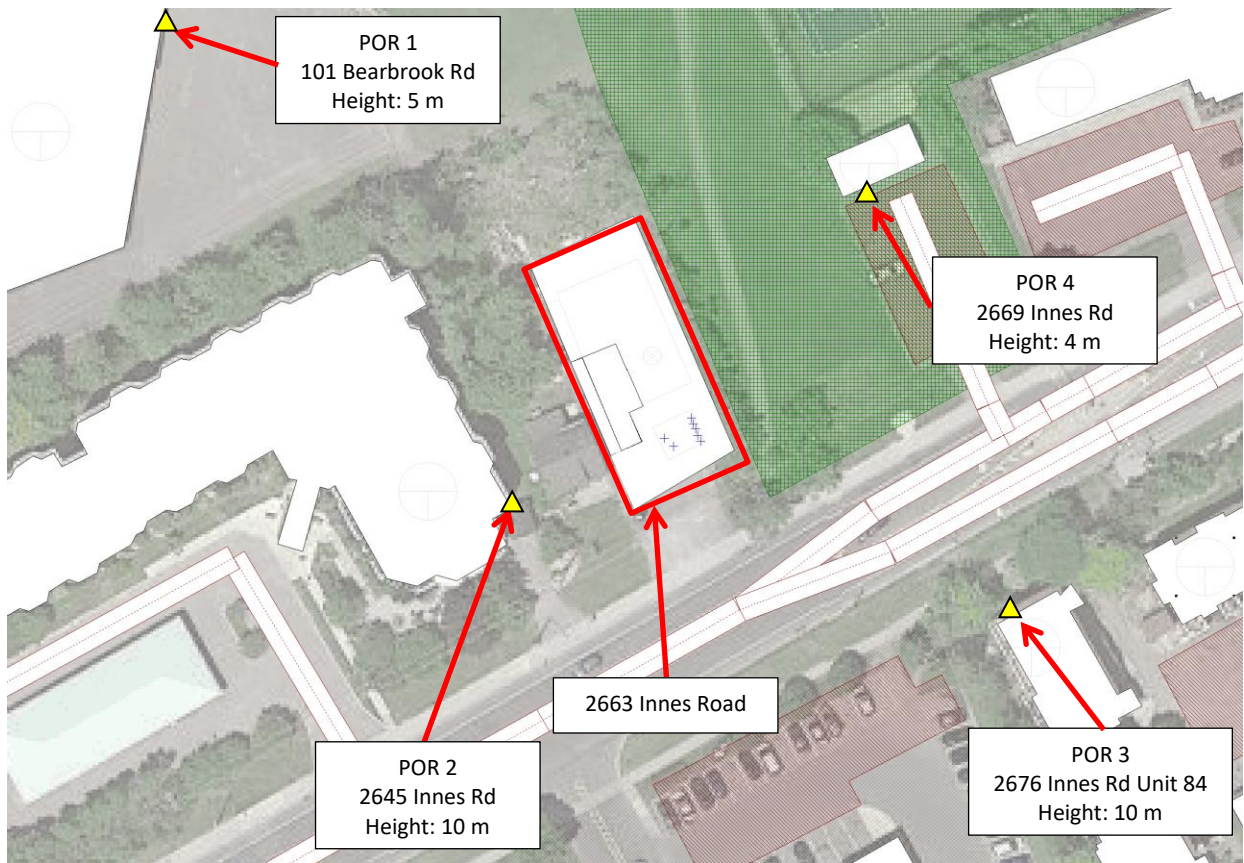 POR 1
101 Bearbrook Rd
Height: 5 m
POR 4
2669 Innes Rd
Height: 4 m
2663 Innes Road
POR 2
2645 Innes Rd
Height: 10 m
POR 3
2676 Innes Rd Unit 84
Height: 10 m